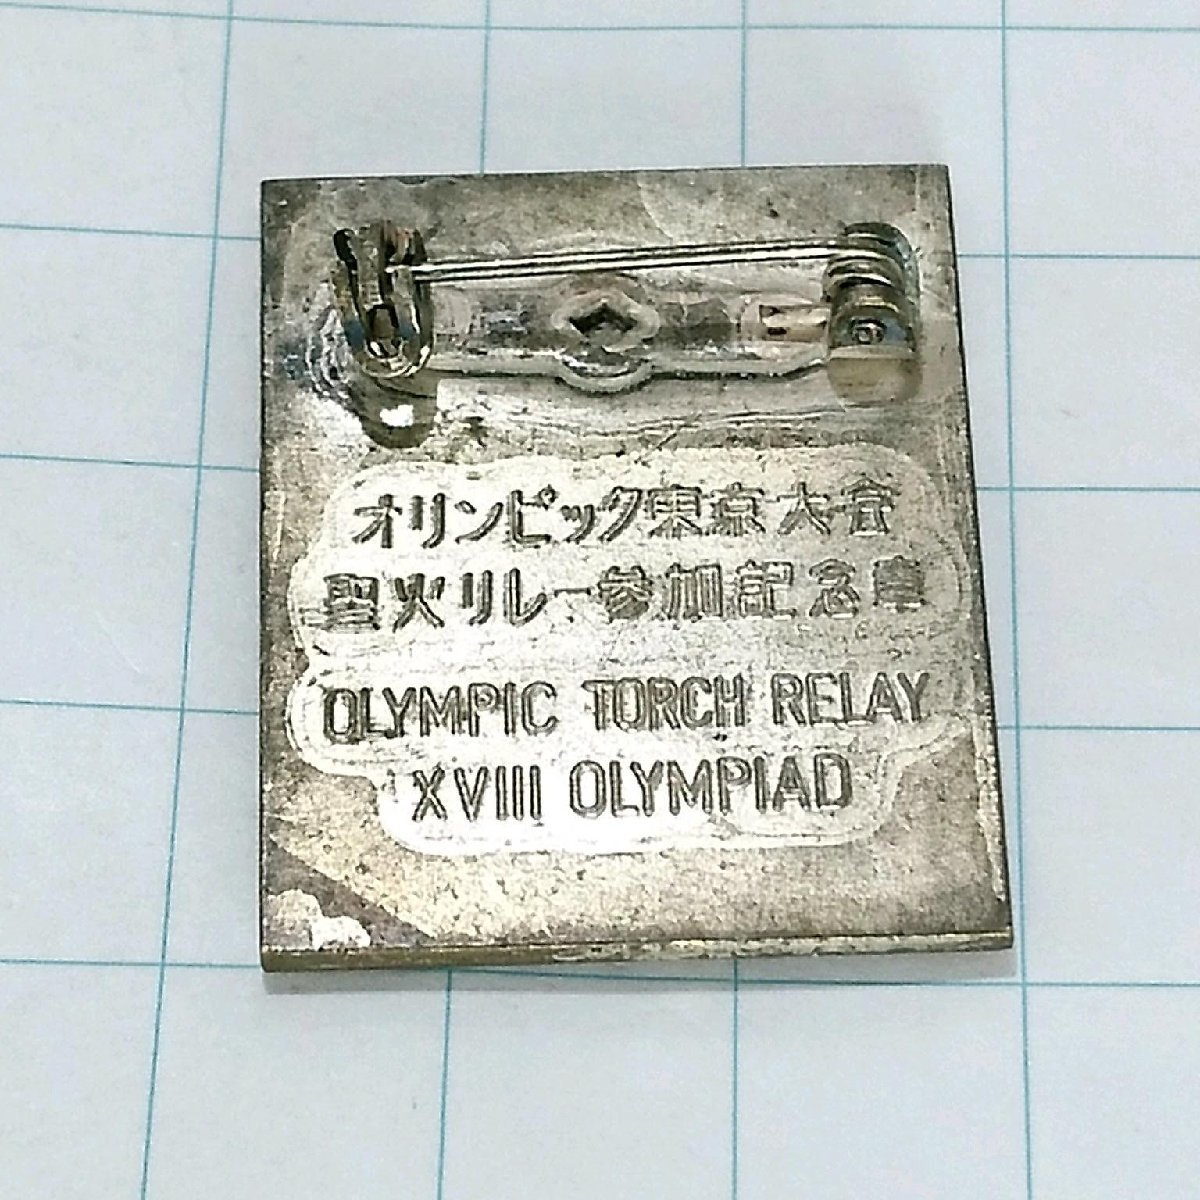 オリンピック東京大会
聖火リレー参加記念章
OLYMPIC TORCH RELAY
XVIII OLYMPIAD